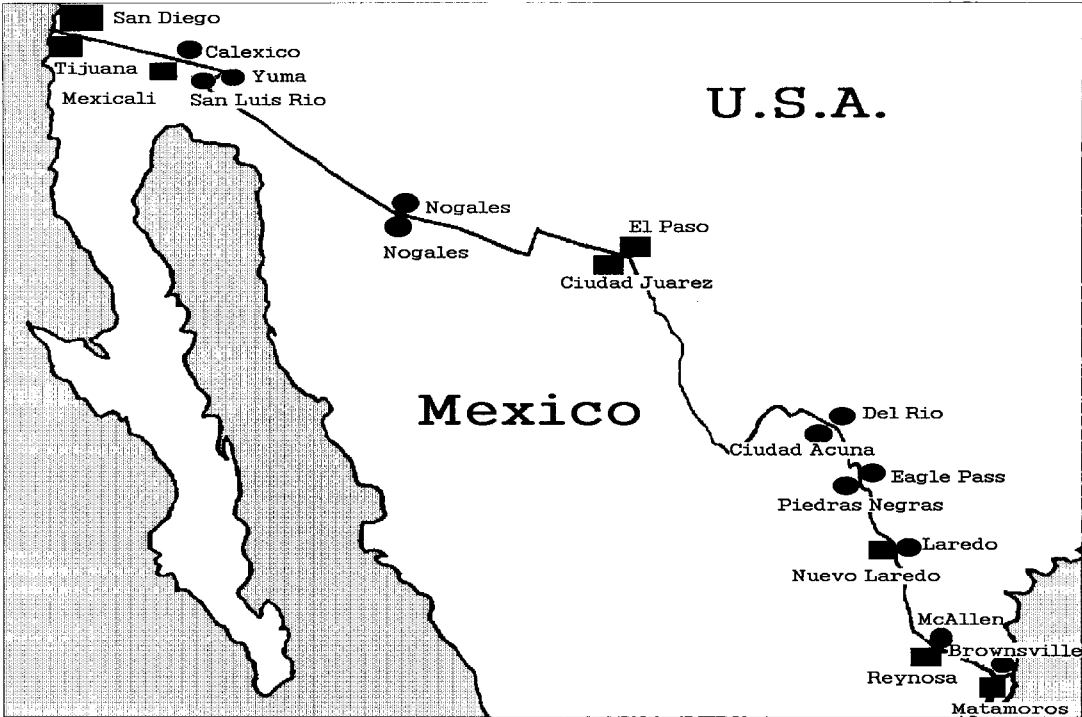 San Diego
Calexico
Tijuana
Yuma
Mexicali
San Luis Rio
U.S.A.
Nogales
Nogales
El Paso
Ciudad Juarez
Mexico
Del Rio
Ciudad Acuna
Eagle Pass
Piedras Negras
Laredo
Nuevo Laredo
McAllen
Brownsville
Reynosa
Matamoros